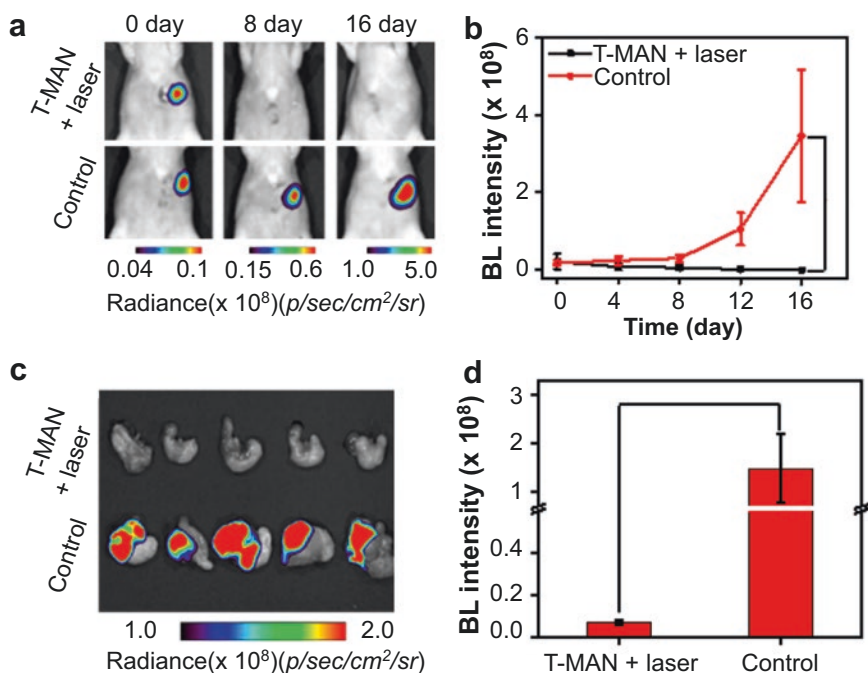 a
0 day 8 day 16 day
T-MAN
+ laser
Control
0.04 0.1 0.15 0.6 1.0 5.0
Radiance(x 10⁸)(p/sec/cm²/sr)
b
T-MAN + laser
Control
BL intensity (x 10⁸)
6
4
2
0
0 4 8 12 16
Time (day)
c
T-MAN
+ laser
Control
1.0 2.0
Radiance(x 10⁸)(p/sec/cm²/sr)
d
BL intensity (x 10⁸)
3
2
1
0.4
0.2
0.0
T-MAN + laser Control